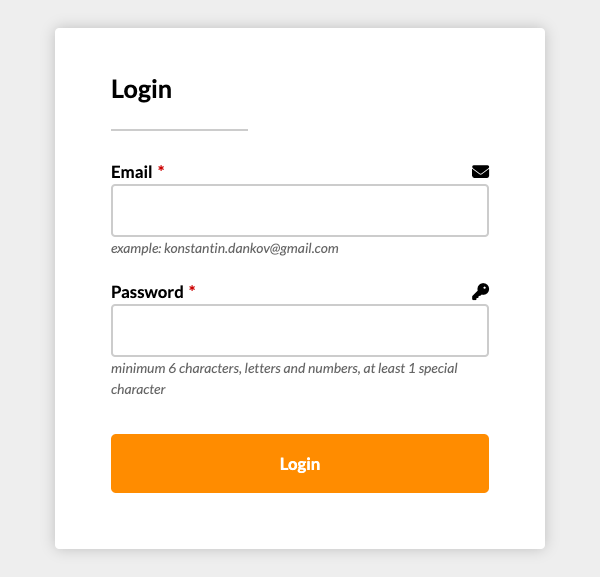 Login
Email *
example: konstantin.dankov@gmail.com
Password *
minimum 6 characters, letters and numbers, at least 1 special
character
Login